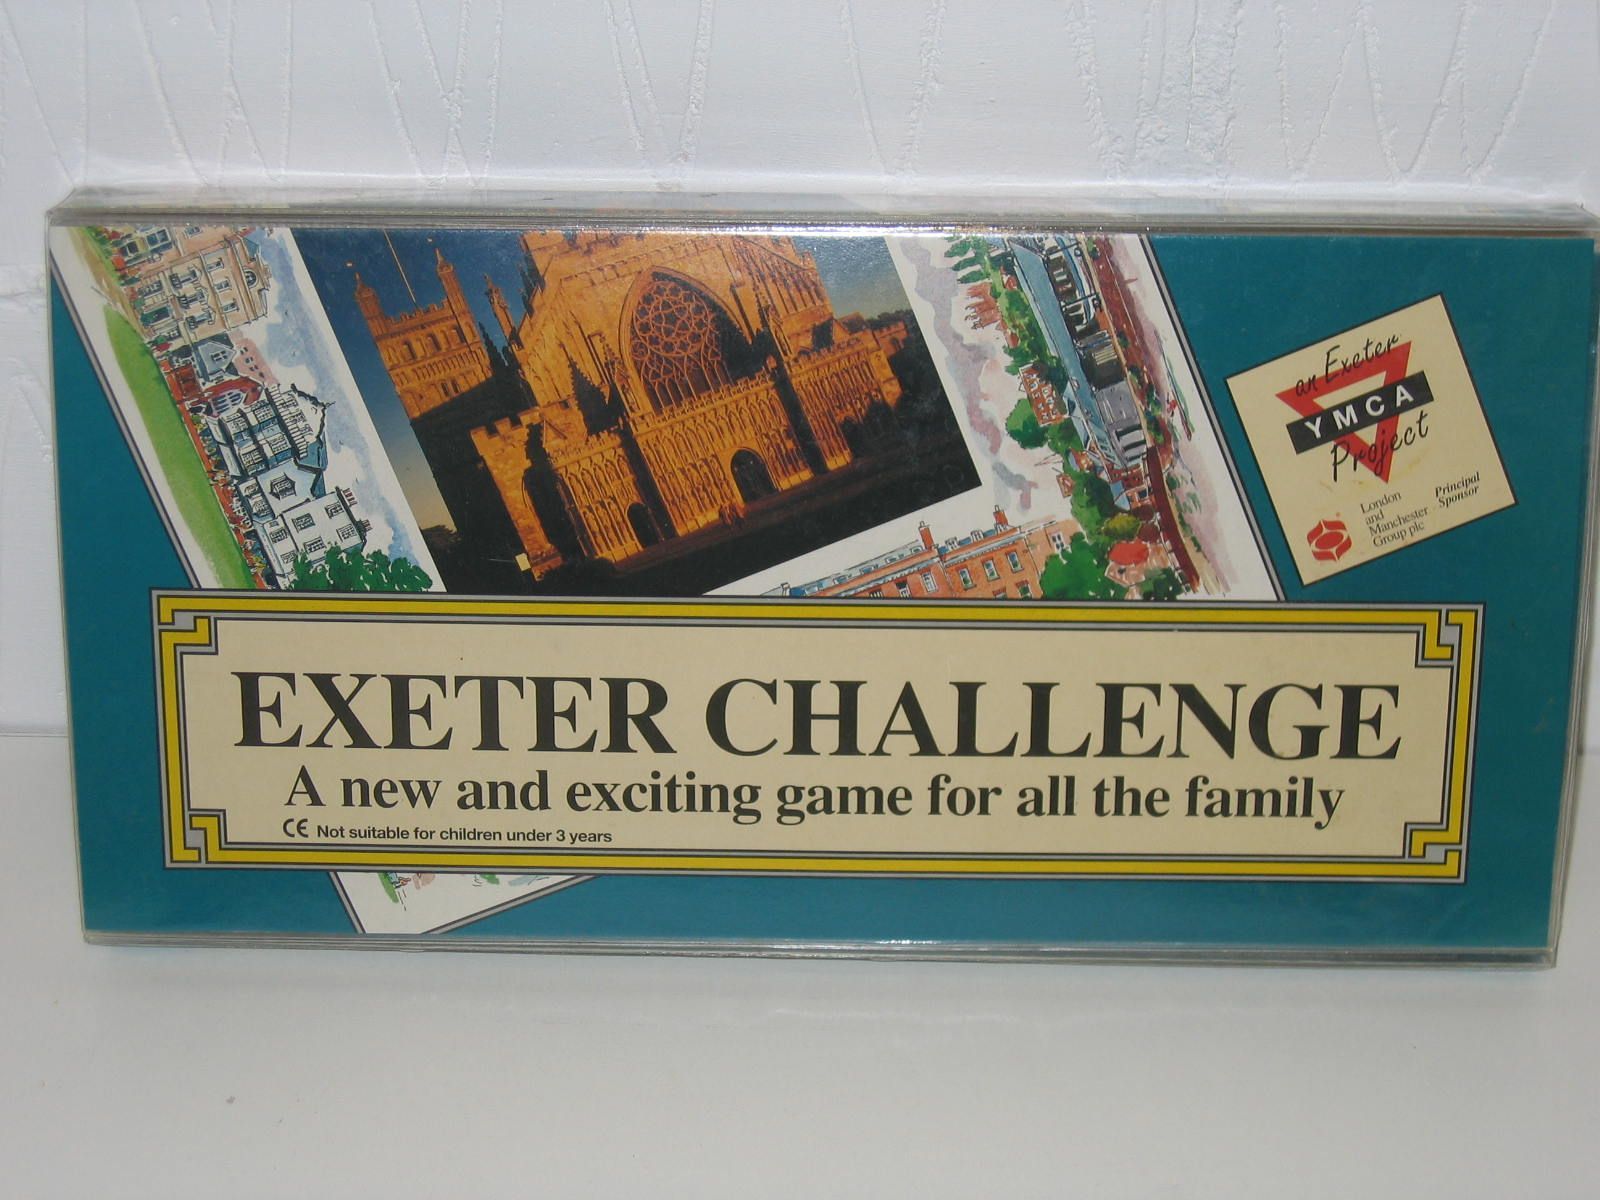 an Exeter
YMCA
Project
London
and
Manchester
Group plc
Principal
Sponsor
EXETER CHALLENGE
A new and exciting game for all the family
CE Not suitable for children under 3 years